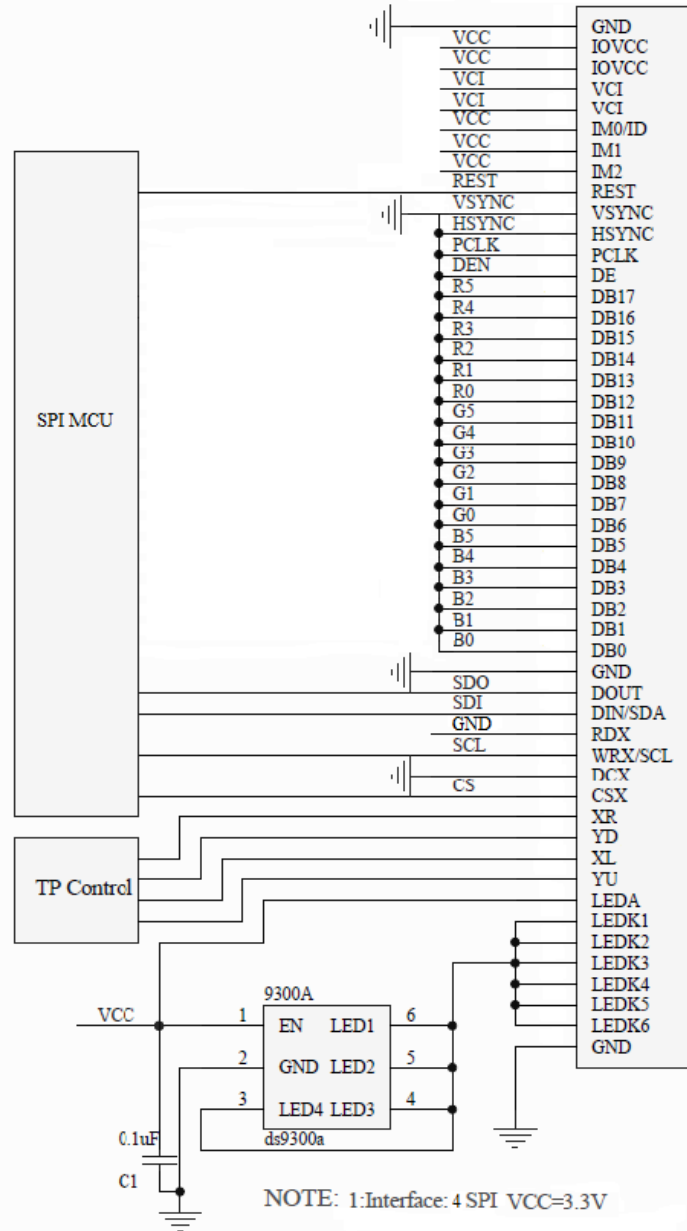 GND
VCC IOVCC
VCC IOVCC
VCI VCI
VCI VCI
VCC IM0/ID
VCC IM1
VCC IM2
REST REST
VSYNC VSYNC
HSYNC HSYNC
PCLK PCLK
DEN DE
R5 DB17
R4 DB16
R3 DB15
R2 DB14
R1 DB13
R0 DB12
G5 DB11
G4 DB10
G3 DB9
G2 DB8
G1 DB7
G0 DB6
B5 DB5
B4 DB4
B3 DB3
B2 DB2
B1 DB1
B0 DB0
GND
SDO DOUT
SDI DIN/SDA
GND RDX
SCL WRX/SCL
DCX
CS CSX
XR
YD
XL
YU
LEDA
LEDK1
LEDK2
LEDK3
LEDK4
LEDK5
LEDK6
GND
SPI MCU
TP Control
VCC
9300A
1 EN LED1 6
2 GND LED2 5
3 LED4 LED3 4
ds9300a
0.1uF
C1
NOTE: 1:Interface: 4 SPI VCC=3.3V